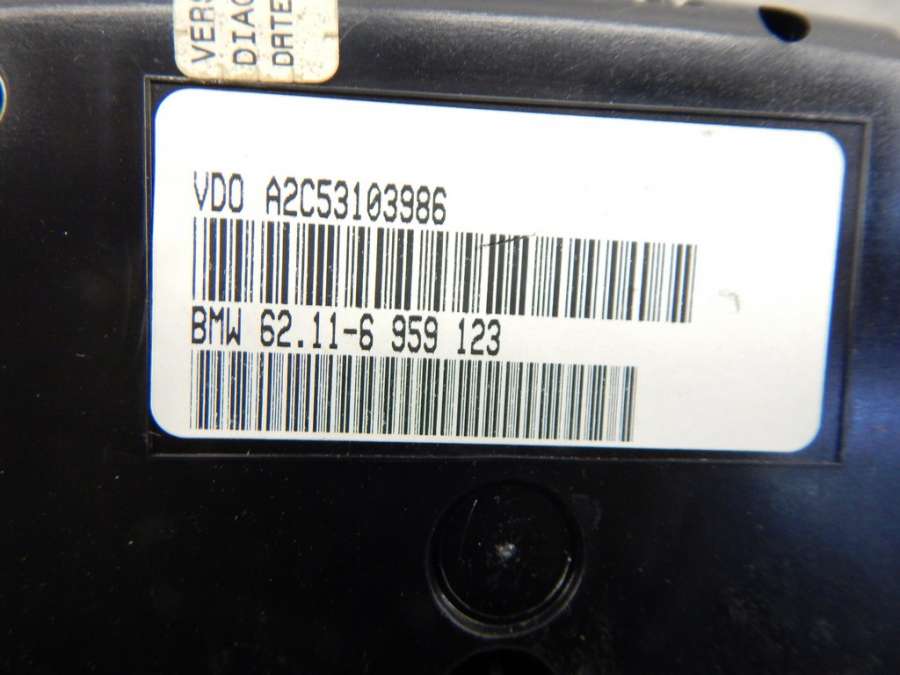 VERS
DIAG
DATE
VDO A2C53103986
BMW 62.11-6 959 123